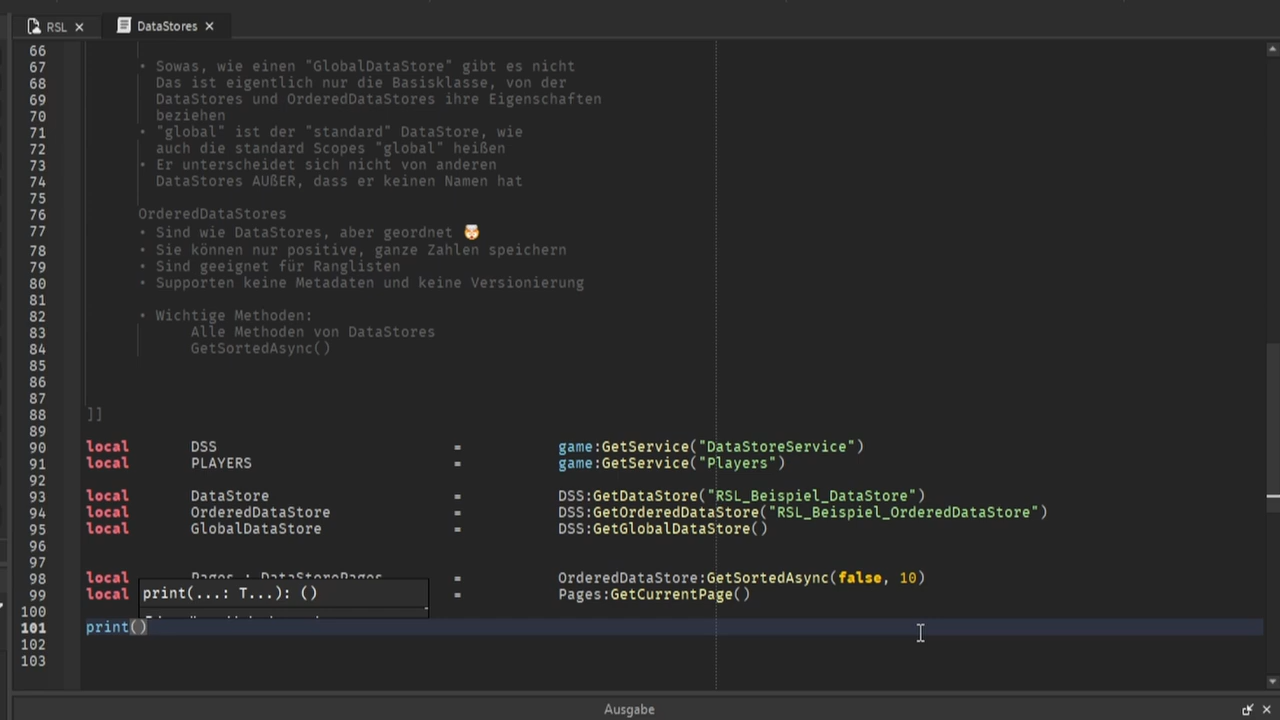 RSL × DataStores ×
66
67 • Sowas, wie einen "GlobalDataStore" gibt es nicht
68 Das ist eigentlich nur die Basisklasse, von der
69 DataStores und OrderedDataStores ihre Eigenschaften
70 beziehen
71 • "global" ist der "standard" DataStore, wie
72 auch die standard Scopes "global" heißen
73 • Er unterscheidet sich nicht von anderen
74 DataStores AUßER, dass er keinen Namen hat
75
76 OrderedDataStores
77 • Sind wie DataStores, aber geordnet 🤯
78 • Sie können nur positive, ganze Zahlen speichern
79 • Sind geeignet für Ranglisten
80 • Supporten keine Metadaten und keine Versionierung
81
82 • Wichtige Methoden:
83 Alle Methoden von DataStores
84 GetSortedAsync()
85
86
87
88 ]]
89
90 local DSS = game:GetService("DataStoreService")
91 local PLAYERS = game:GetService("Players")
92
93 local DataStore = DSS:GetDataStore("RSL_Beispiel_DataStore")
94 local OrderedDataStore = DSS:GetOrderedDataStore("RSL_Beispiel_OrderedDataStore")
95 local GlobalDataStore = DSS:GetGlobalDataStore()
96
97
98 local Pages : DataStorePages = OrderedDataStore:GetSortedAsync(false, 10)
print(...: T...): ()
99 local = Pages:GetCurrentPage()
100
101 print()
102
103
Ausgabe